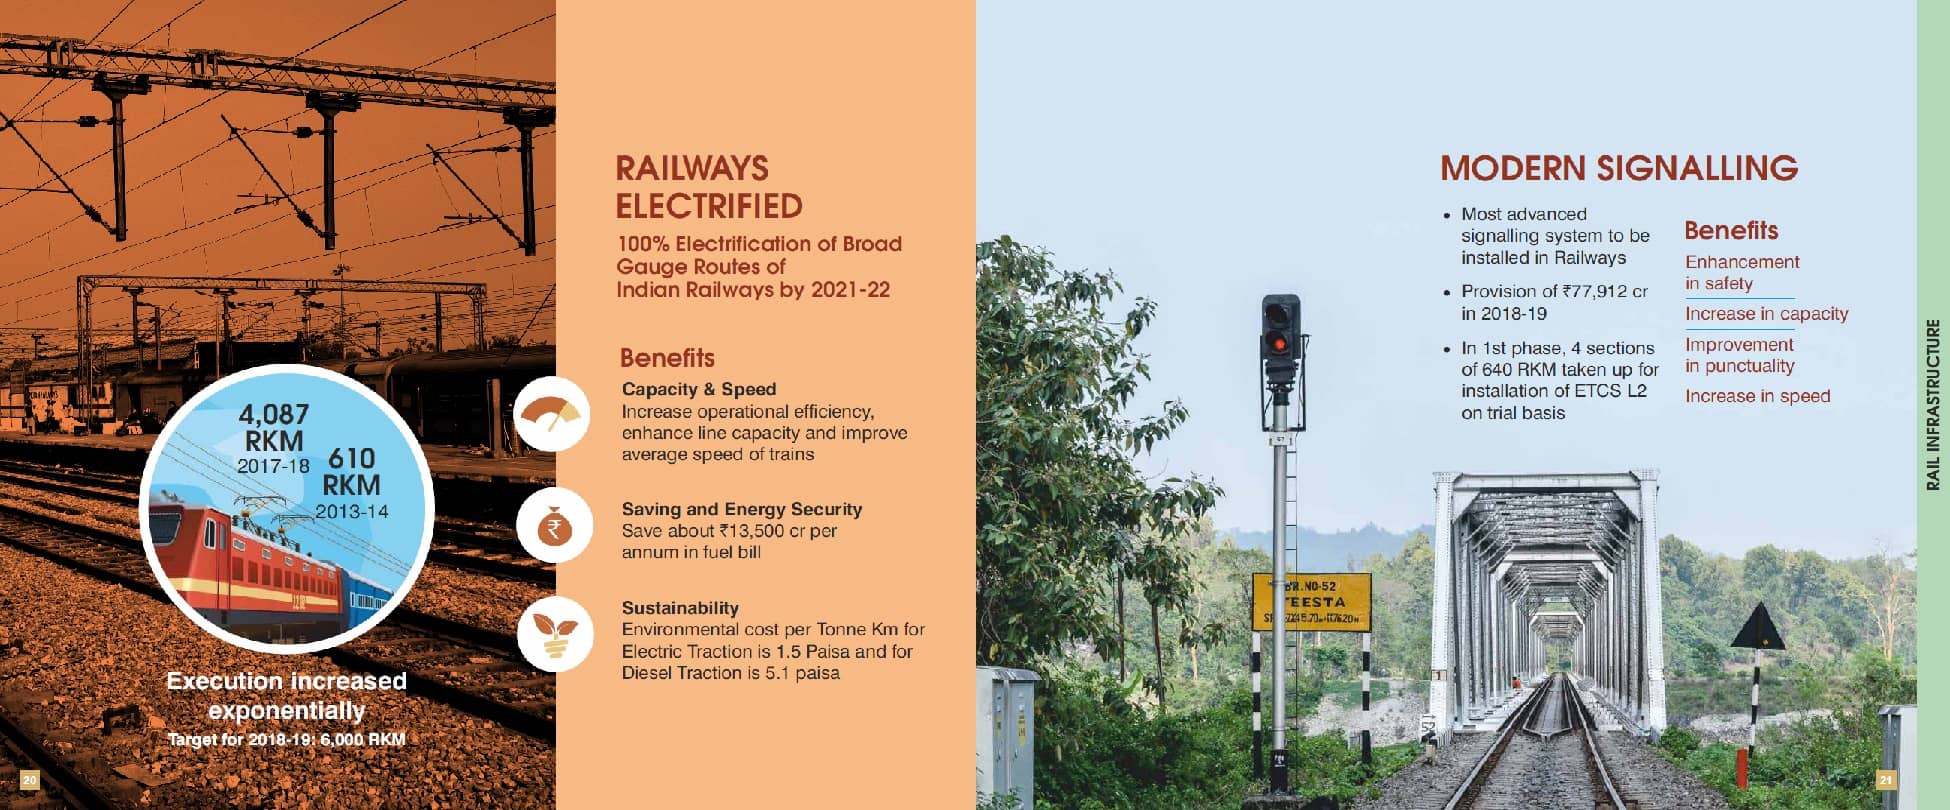 4,087
RKM
2017-18
610
RKM
2013-14
Execution increased
exponentially
Target for 2018-19: 6,000 RKM
20
RAILWAYS
ELECTRIFIED
100% Electrification of Broad
Gauge Routes of
Indian Railways by 2021-22
Benefits
Capacity & Speed
Increase operational efficiency,
enhance line capacity and improve
average speed of trains
Saving and Energy Security
Save about ₹13,500 cr per
annum in fuel bill
Sustainability
Environmental cost per Tonne Km for
Electric Traction is 1.5 Paisa and for
Diesel Traction is 5.1 paisa
MODERN SIGNALLING
• Most advanced
signalling system to be
installed in Railways
• Provision of ₹77,912 cr
in 2018-19
• In 1st phase, 4 sections
of 640 RKM taken up for
installation of ETCS L2
on trial basis
Benefits
Enhancement
in safety
Increase in capacity
Improvement
in punctuality
Increase in speed
BR.NO-52
TEESTA
RAIL INFRASTRUCTURE
21